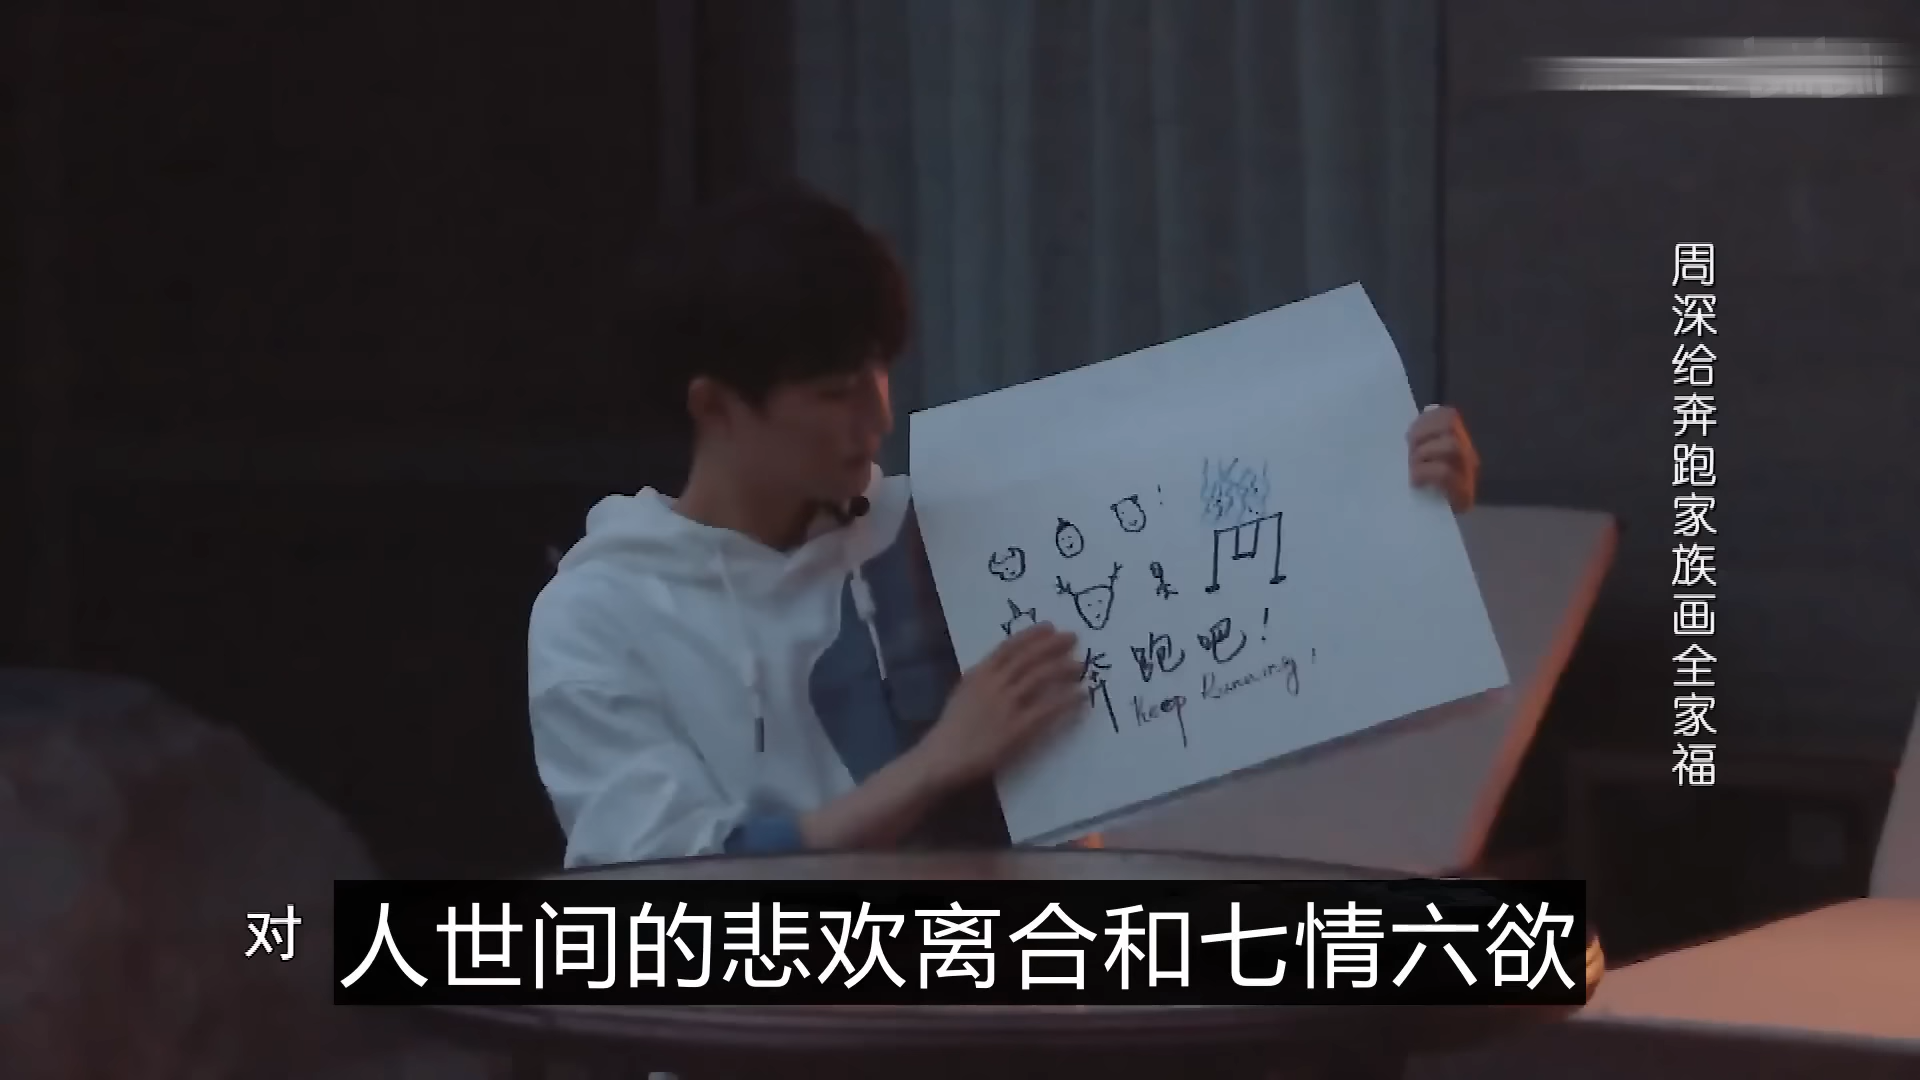 周深给奔跑家族画全家福
奔跑吧!
Keep Running!
对
人世间的悲欢离合和七情六欲